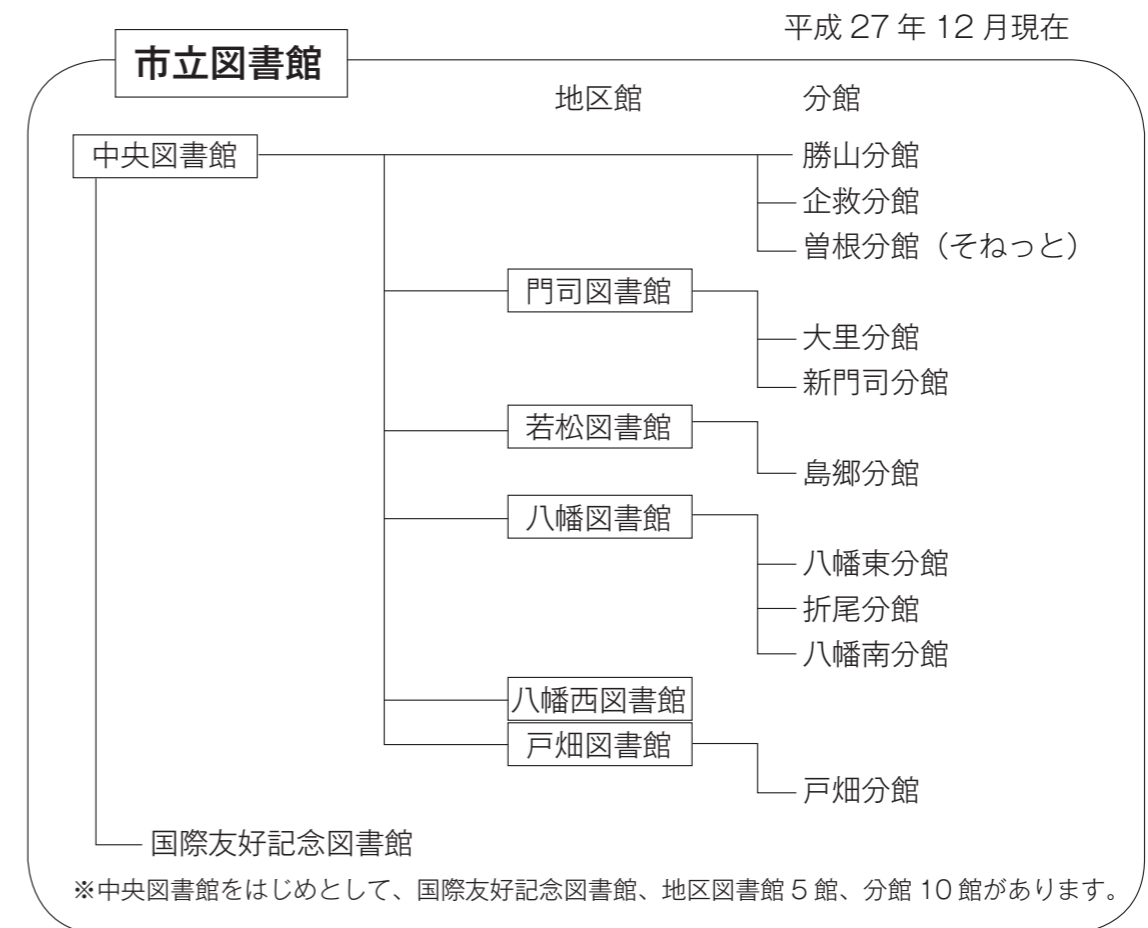 平成 27 年 12 月現在
市立図書館
地区館 分館
中央図書館 勝山分館
企救分館
曽根分館（そねっと）
門司図書館
大里分館
新門司分館
若松図書館
島郷分館
八幡図書館
八幡東分館
折尾分館
八幡南分館
八幡西図書館
戸畑図書館
戸畑分館
国際友好記念図書館
※中央図書館をはじめとして、国際友好記念図書館、地区図書館 5 館、分館 10 館があります。